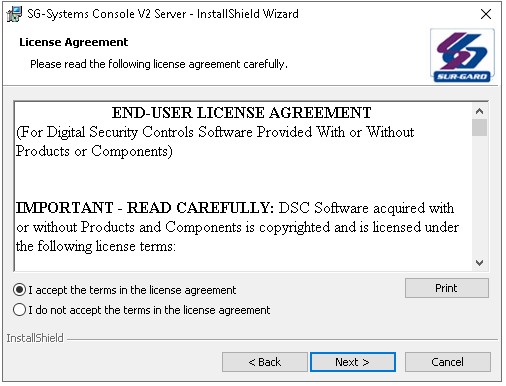 SG-Systems Console V2 Server - InstallShield Wizard
License Agreement
Please read the following license agreement carefully.
SUR-GARD
END-USER LICENSE AGREEMENT
(For Digital Security Controls Software Provided With or Without
Products or Components)
IMPORTANT - READ CAREFULLY: DSC Software acquired with
or without Products and Components is copyrighted and is licensed under
the following license terms:
I accept the terms in the license agreement
Print
I do not accept the terms in the license agreement
InstallShield
< Back
Next >
Cancel